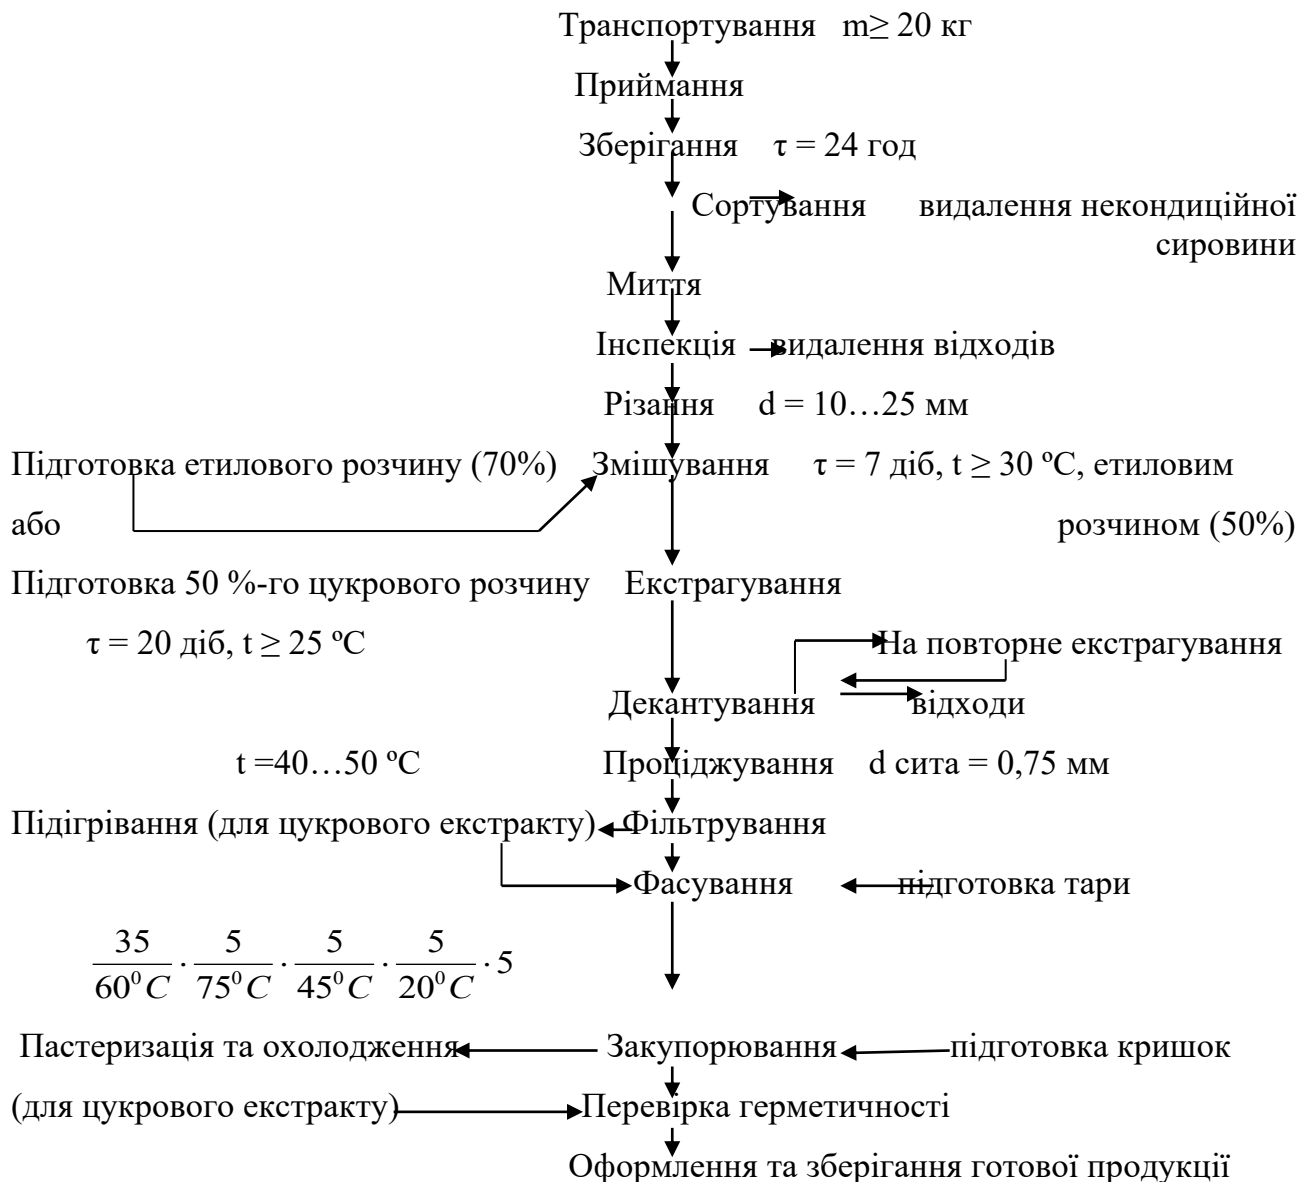 Транспортування m≥ 20 кг
Приймання
Зберігання τ = 24 год
Сортування видалення некондиційної
сировини
Миття
Інспекція видалення відходів
Різання d = 10…25 мм
Підготовка етилового розчину (70%) Змішування τ = 7 діб, t ≥ 30 ºС, етиловим
або розчином (50%)
Підготовка 50 %-го цукрового розчину Екстрагування
τ = 20 діб, t ≥ 25 ºС На повторне екстрагування
Декантування відходи
t =40…50 ºС Проціджування d сита = 0,75 мм
Підігрівання (для цукрового екстракту) Фільтрування
Фасування підготовка тари
35/60⁰C · 5/75⁰C · 5/45⁰C · 5/20⁰C · 5
Пастеризація та охолодження Закупорювання підготовка кришок
(для цукрового екстракту) Перевірка герметичності
Оформлення та зберігання готової продукції